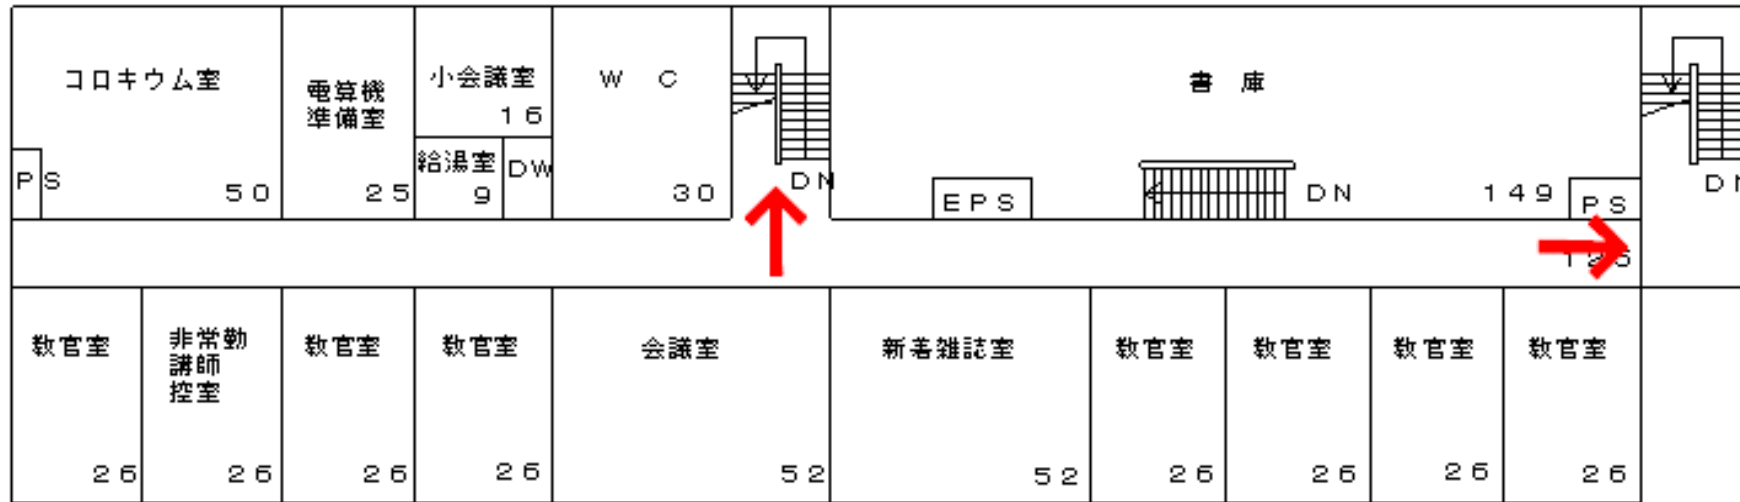 コロキウム室
50
PS
電算機
準備室
25
小会議室
16
給湯室
9
DW
W C
30
DN
書 庫
EPS
DN
149
PS
DN
125
教官室
26
非常勤
講師
控室
26
教官室
26
教官室
26
会議室
52
新着雑誌室
52
教官室
26
教官室
26
教官室
26
教官室
26